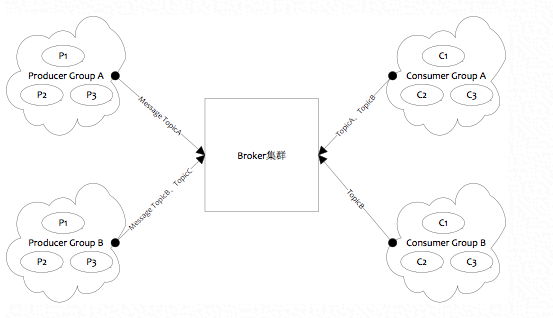 P1
Producer Group A
P2
P3
Message TopicA
C1
Consumer Group A
C2
C3
TopicA、TopicB
Broker集群
P1
Producer Group B
P2
P3
Message TopicB、TopicC
C1
Consumer Group B
C2
C3
TopicB